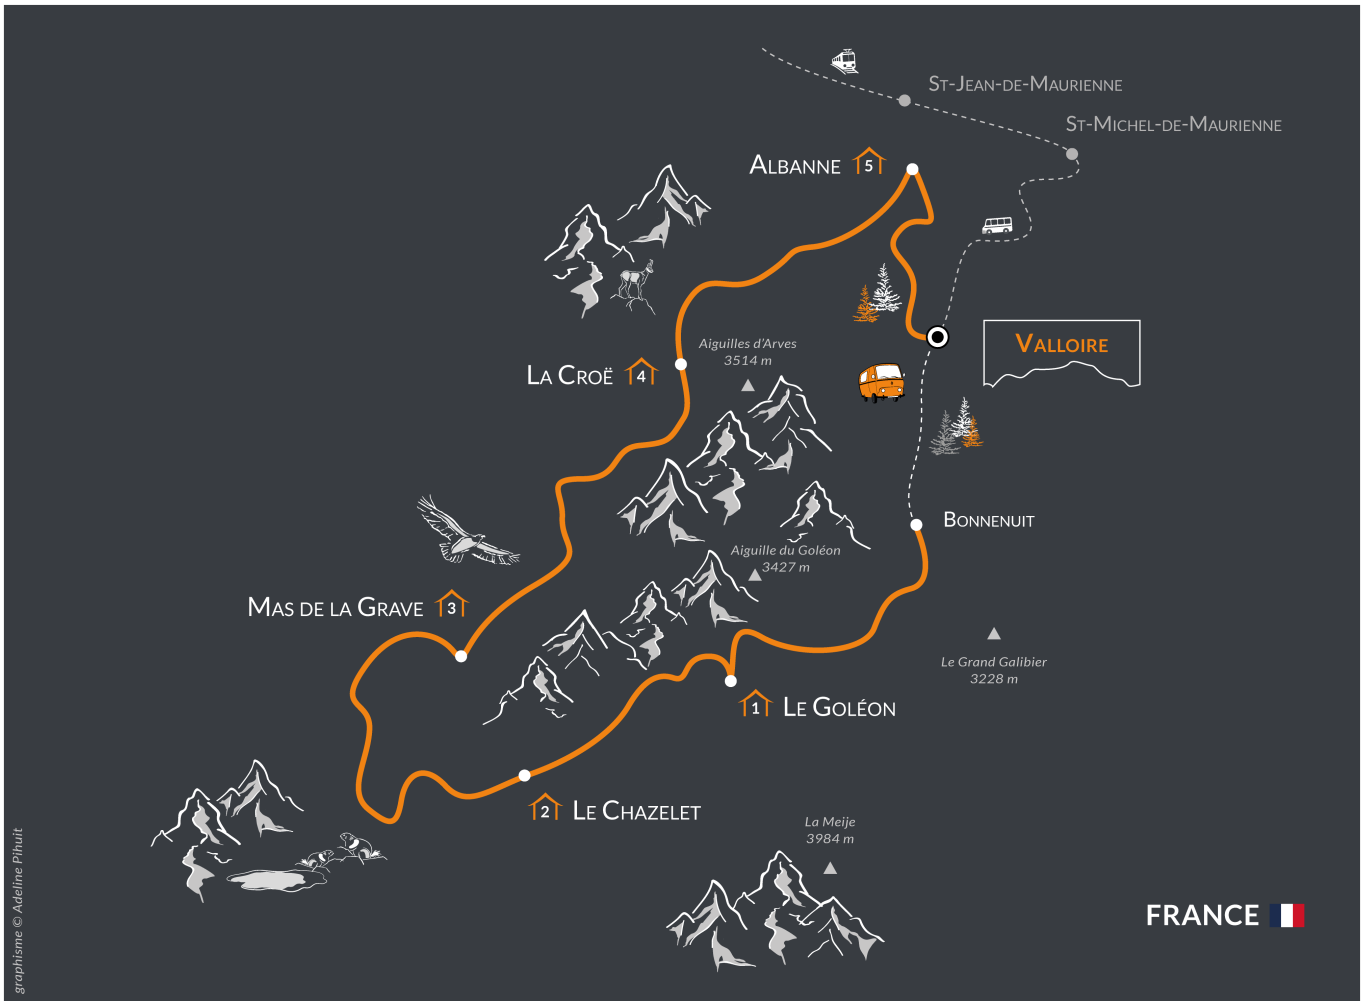 ST-JEAN-DE-MAURIENNE
ST-MICHEL-DE-MAURIENNE
ALBANNE 5
Aiguilles d'Arves
3514 m
VALLOIRE
LA CROË 4
BONNENUIT
Aiguille du Goléon
3427 m
MAS DE LA GRAVE 3
Le Grand Galibier
3228 m
1 LE GOLÉON
2 LE CHAZELET
La Meije
3984 m
FRANCE
graphisme © Adeline Pihuit